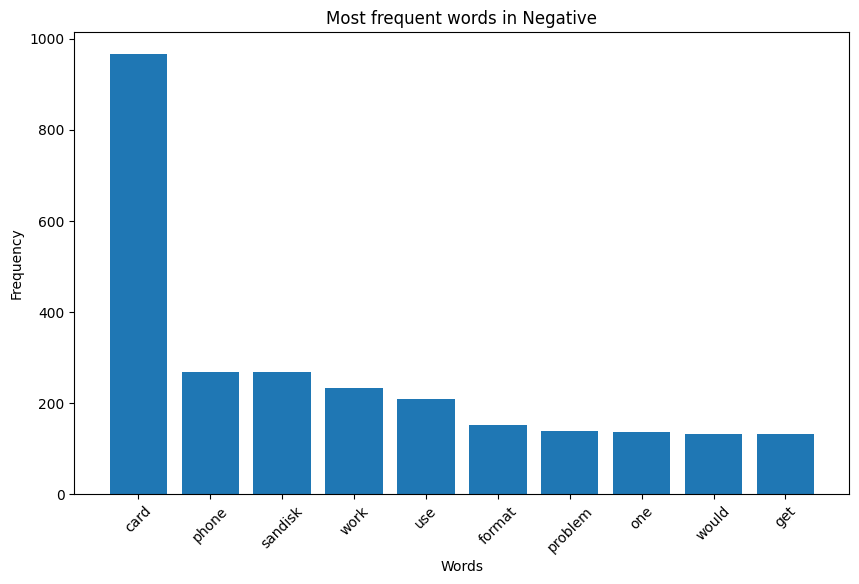 Most frequent words in Negative
1000
800
600
400
200
0
Frequency
card
phone
sandisk
work
use
format
problem
one
would
get
Words